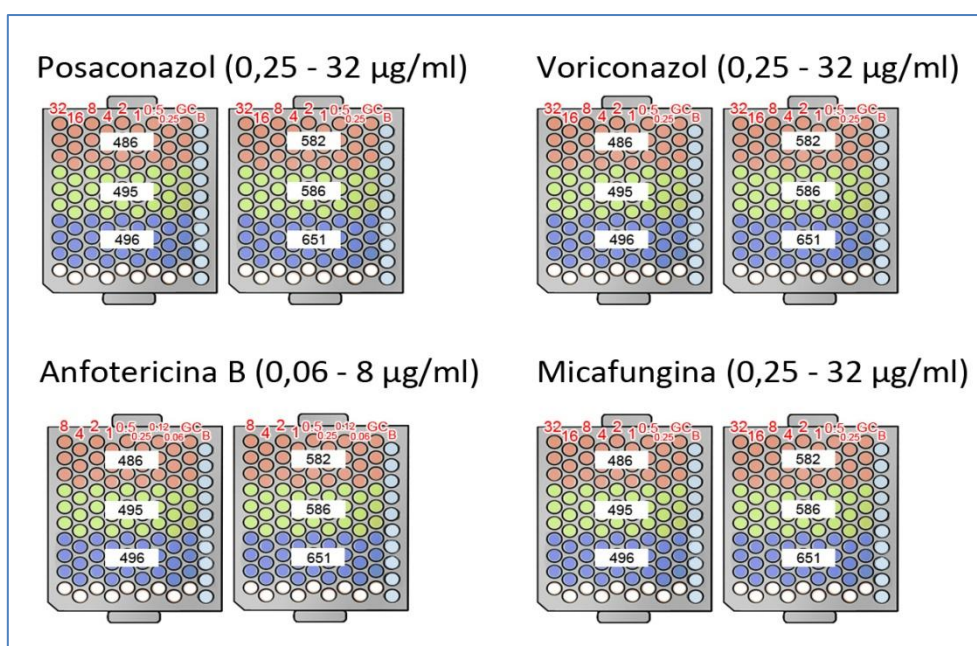 Posaconazol (0,25 - 32 µg/ml)
32 16 8 4 2 1 0.5 0.25 GC B
486
495
496
32 16 8 4 2 1 0.5 0.25 GC B
582
586
651
Voriconazol (0,25 - 32 µg/ml)
32 16 8 4 2 1 0.5 0.25 GC B
486
495
496
32 16 8 4 2 1 0.5 0.25 GC B
582
586
651
Anfotericina B (0,06 - 8 µg/ml)
8 4 2 1 0.5 0.25 0.12 0.06 GC B
486
495
496
8 4 2 1 0.5 0.25 0.12 0.06 GC B
582
586
651
Micafungina (0,25 - 32 µg/ml)
32 16 8 4 2 1 0.5 0.25 GC B
486
495
496
32 16 8 4 2 1 0.5 0.25 GC B
582
586
651